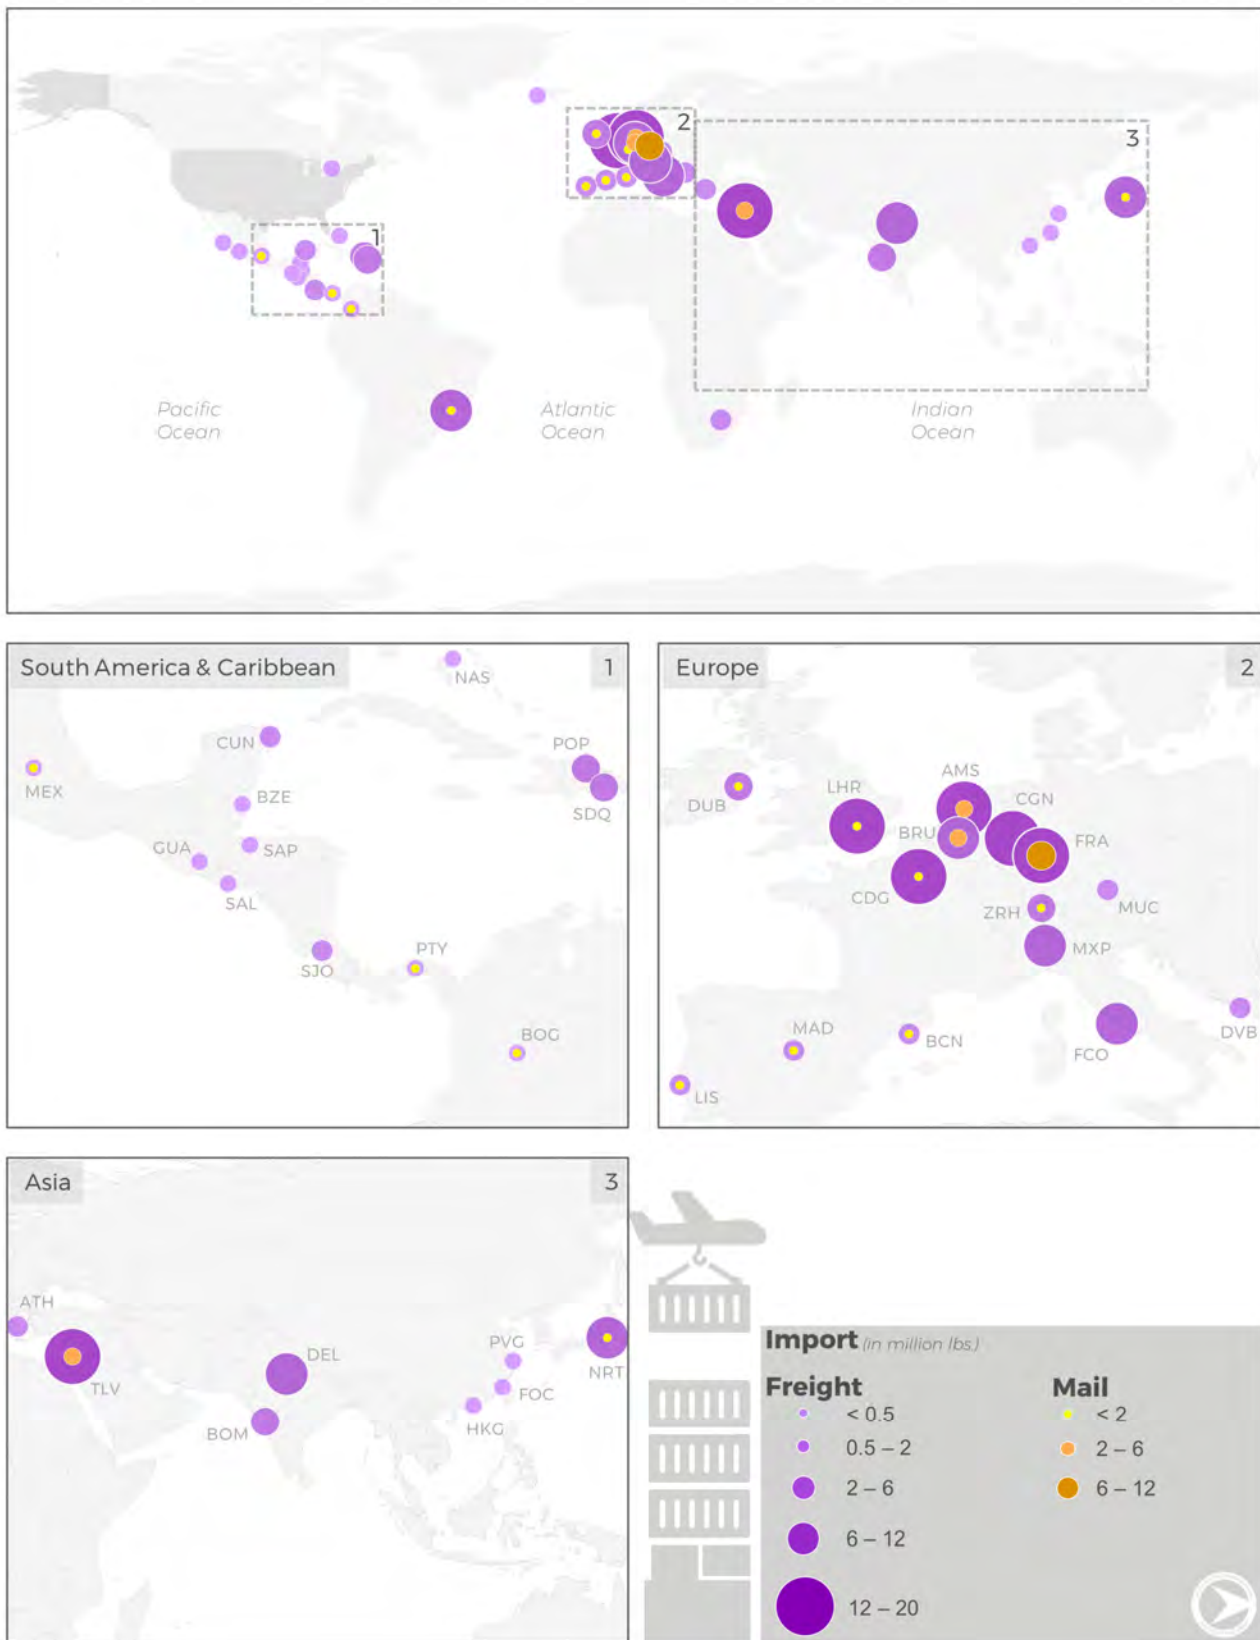 2
3
1
Pacific
Ocean
Atlantic
Ocean
Indian
Ocean
South America & Caribbean
1
NAS
CUN
POP
MEX
BZE
SDQ
GUA
SAP
SAL
PTY
SJO
BOG
Europe
2
AMS
LHR
CGN
DUB
BRU
FRA
CDG
ZRH
MUC
MXP
MAD
BCN
DVB
FCO
LIS
Asia
3
ATH
PVG
DEL
NRT
TLV
FOC
BOM
HKG
Import (in million lbs.)
Freight
Mail
< 0.5
< 2
0.5 – 2
2 – 6
2 – 6
6 – 12
6 – 12
12 – 20